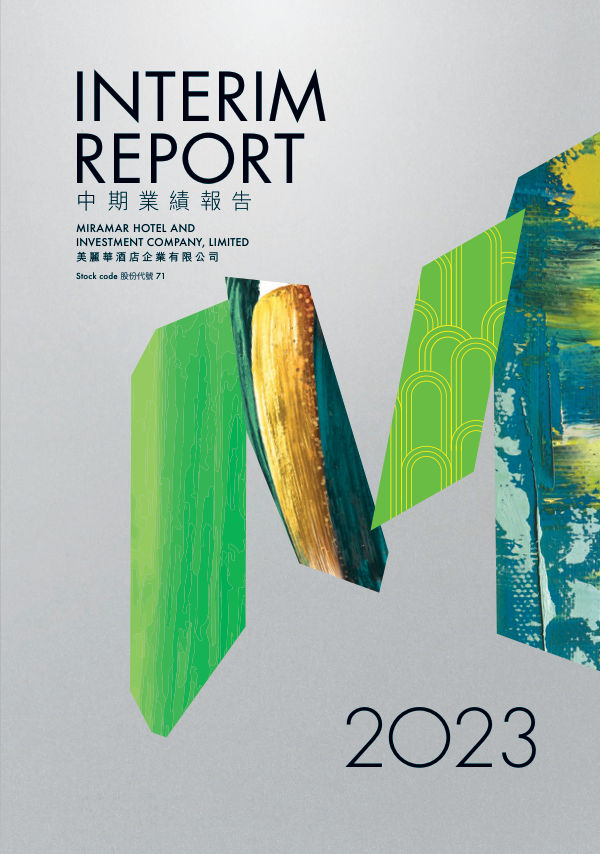 INTERIM
REPORT
中期業績報告
MIRAMAR HOTEL AND
INVESTMENT COMPANY, LIMITED
美麗華酒店企業有限公司
Stock code 股份代號 71
2023